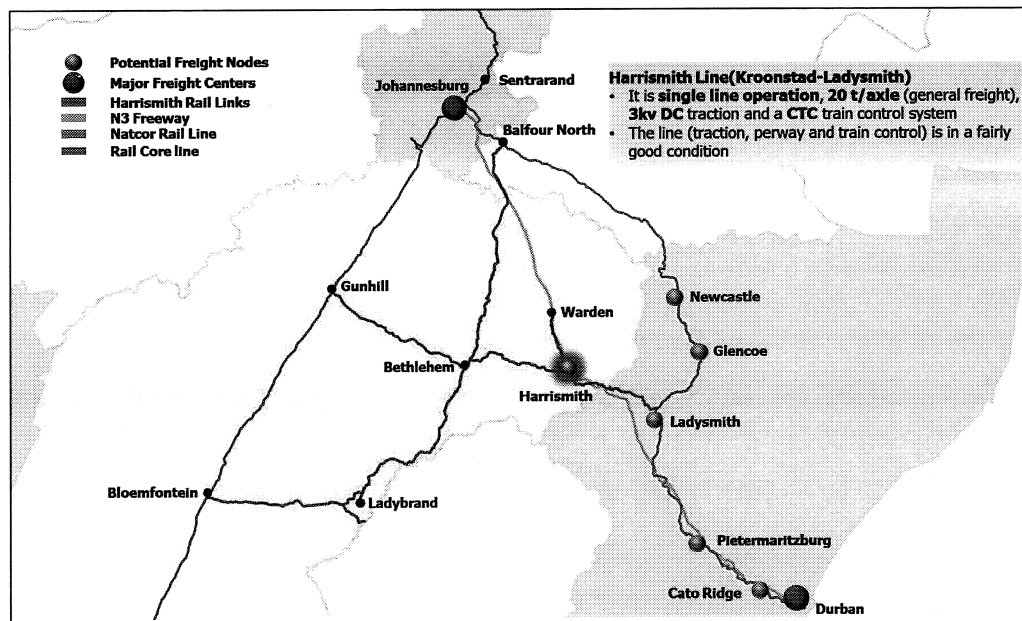 Potential Freight Nodes
Major Freight Centers
Harrismith Rail Links
N3 Freeway
Natcor Rail Line
Rail Core line
Harrismith Line(Kroonstad-Ladysmith)
• It is single line operation, 20 t/axle (general freight),
3kv DC traction and a CTC train control system
• The line (traction, perway and train control) is in a fairly
good condition
Johannesburg
Sentrarand
Balfour North
Gunhill
Newcastle
Warden
Glencoe
Bethlehem
Harrismith
Ladysmith
Bloemfontein
Ladybrand
Pietermaritzburg
Cato Ridge
Durban